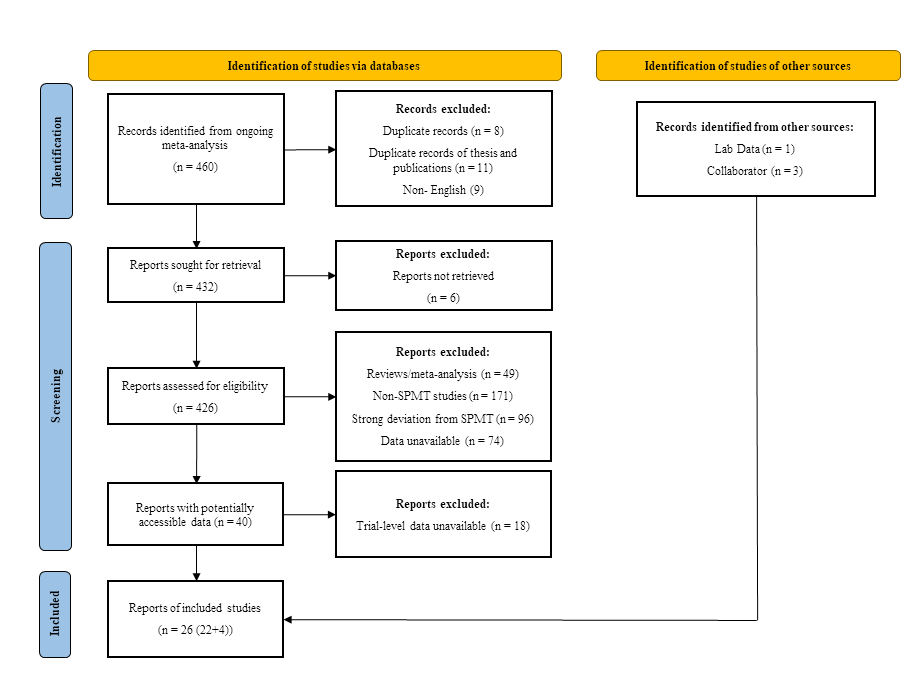 Identification of studies via databases
Identification of studies of other sources
Identification
Records identified from ongoing
meta-analysis
(n = 460)
Records excluded:
Duplicate records (n = 8)
Duplicate records of thesis and
publications (n = 11)
Non- English (9)
Records identified from other sources:
Lab Data (n = 1)
Collaborator (n = 3)
Screening
Reports sought for retrieval
(n = 432)
Reports excluded:
Reports not retrieved
(n = 6)
Reports assessed for eligibility
(n = 426)
Reports excluded:
Reviews/meta-analysis (n = 49)
Non-SPMT studies (n = 171)
Strong deviation from SPMT (n = 96)
Data unavailable (n = 74)
Reports with potentially
accessible data (n = 40)
Reports excluded:
Trial-level data unavailable (n = 18)
Included
Reports of included studies
(n = 26 (22+4))